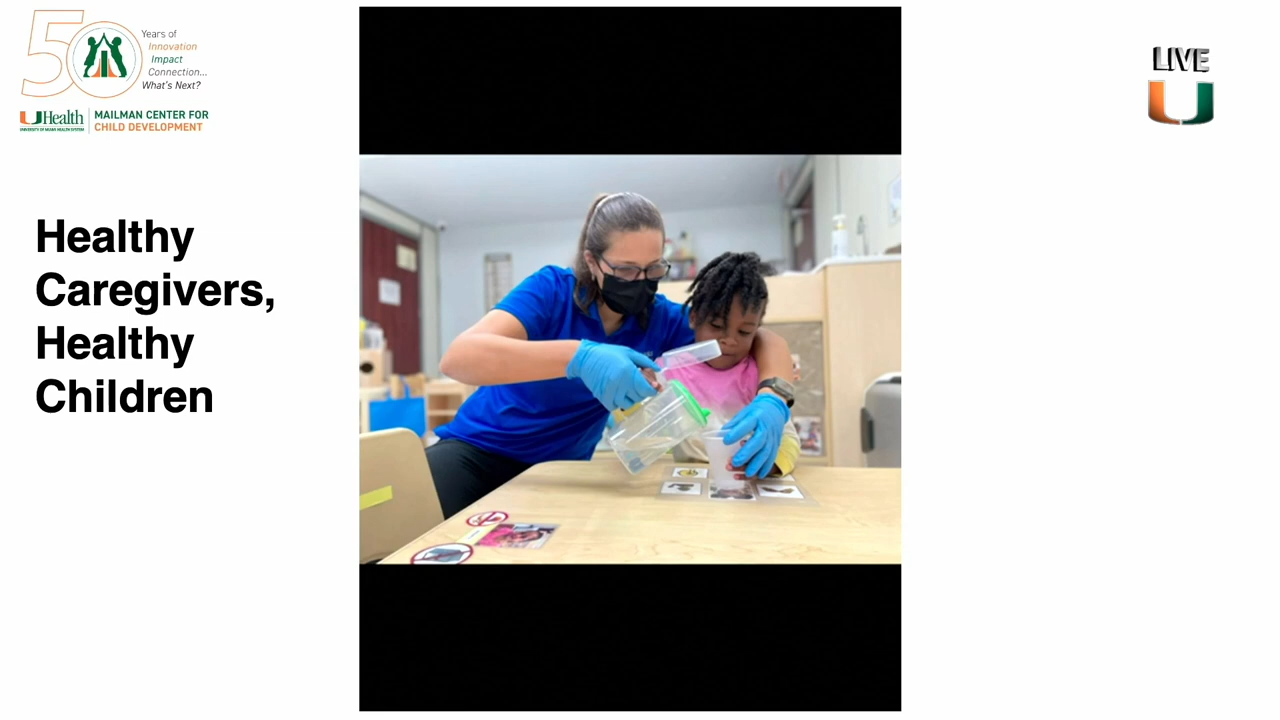 50
Years of
Innovation
Impact
Connection...
What's Next?
UHealth
UNIVERSITY OF MIAMI HEALTH SYSTEM
MAILMAN CENTER FOR
CHILD DEVELOPMENT
LIVE
U
Healthy
Caregivers,
Healthy
Children